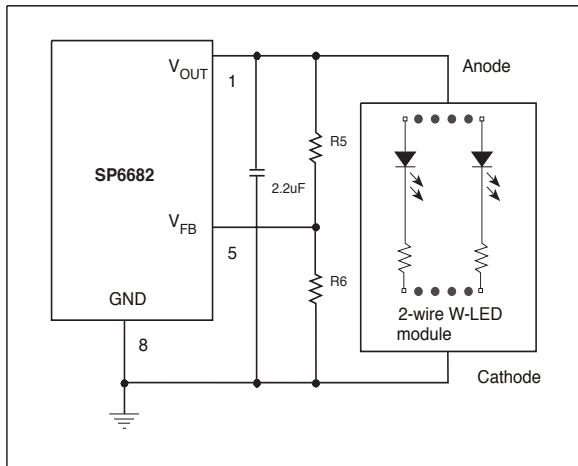 VOUT
1
Anode
R5
SP6682
2.2uF
VFB
5
R6
GND
2-wire W-LED
module
8
Cathode